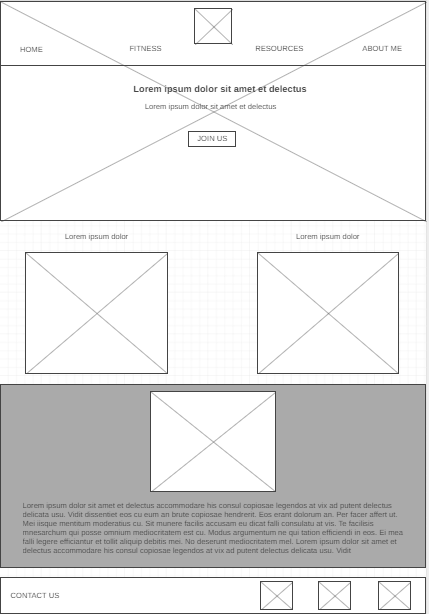 HOME
FITNESS
RESOURCES
ABOUT ME
Lorem ipsum dolor sit amet et delectus
Lorem ipsum dolor sit amet et delectus
JOIN US
Lorem ipsum dolor
Lorem ipsum dolor
Lorem ipsum dolor sit amet et delectus accommodare his consul copiosae legendos at vix ad putent delectus
delicata usu. Vidit dissentiet eos cu eum an brute copiosae hendrerit. Eos erant dolorum an. Per facer affert ut.
Mei iisque mentitum moderatius cu. Sit munere facilis accusam eu dicat falli consulatu at vis. Te facilisis
mnesarchum qui posse omnium mediocritatem est cu. Modus argumentum ne qui tation efficiendi in eos. Ei mea
falli legere efficiantur et tollit aliquip debitis mei. No deserunt mediocritatem mel. Lorem ipsum dolor sit amet et
delectus accommodare his consul copiosae legendos at vix ad putent delectus delicata usu. Vidit
CONTACT US